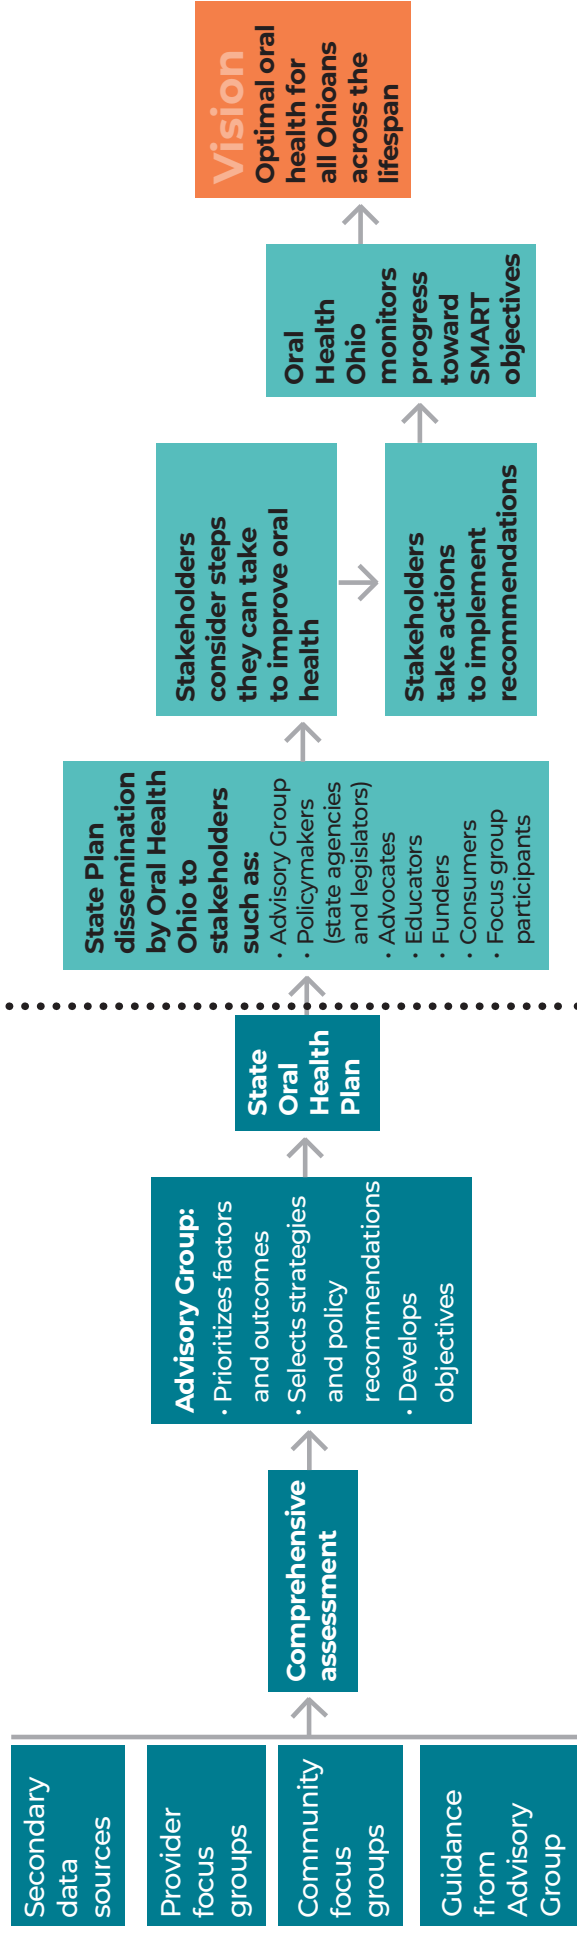 Secondary
data
sources
Provider
focus
groups
Community
focus
groups
Guidance
from
Advisory
Group
Comprehensive
assessment
Advisory Group:
· Prioritizes factors
and outcomes
· Selects strategies
and policy
recommendations
· Develops
objectives
State
Oral
Health
Plan
State Plan
dissemination
by Oral Health
Ohio to
stakeholders
such as:
· Advisory Group
· Policymakers
(state agencies
and legislators)
· Advocates
· Educators
· Funders
· Consumers
· Focus group
participants
Stakeholders
consider steps
they can take
to improve oral
health
Stakeholders
take actions
to implement
recommendations
Oral
Health
Ohio
monitors
progress
toward
SMART
objectives
Vision
Optimal oral
health for
all Ohioans
across the
lifespan